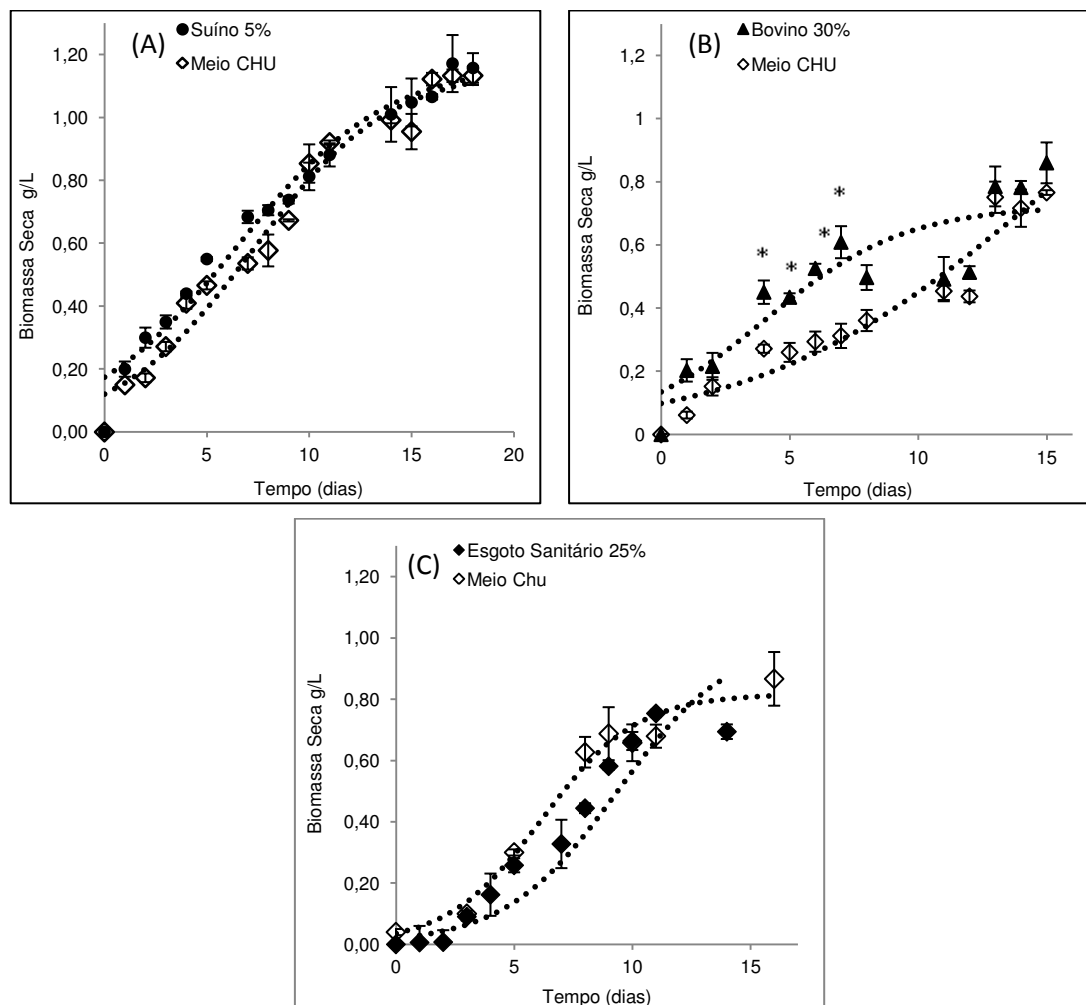 (A)
Suíno 5%
Meio CHU
1,20
1,00
0,80
0,60
0,40
0,20
0,00
0 5 10 15 20
Biomassa Seca g/L
Tempo (dias)
(B)
Bovino 30%
Meio CHU
1,2
1
0,8
0,6
0,4
0,2
0
0 5 10 15
Biomassa Seca g/L
Tempo (dias)
* * * *
(C)
Esgoto Sanitário 25%
Meio Chu
1,20
1,00
0,80
0,60
0,40
0,20
0,00
0 5 10 15
Biomassa Seca g/L
Tempo (dias)